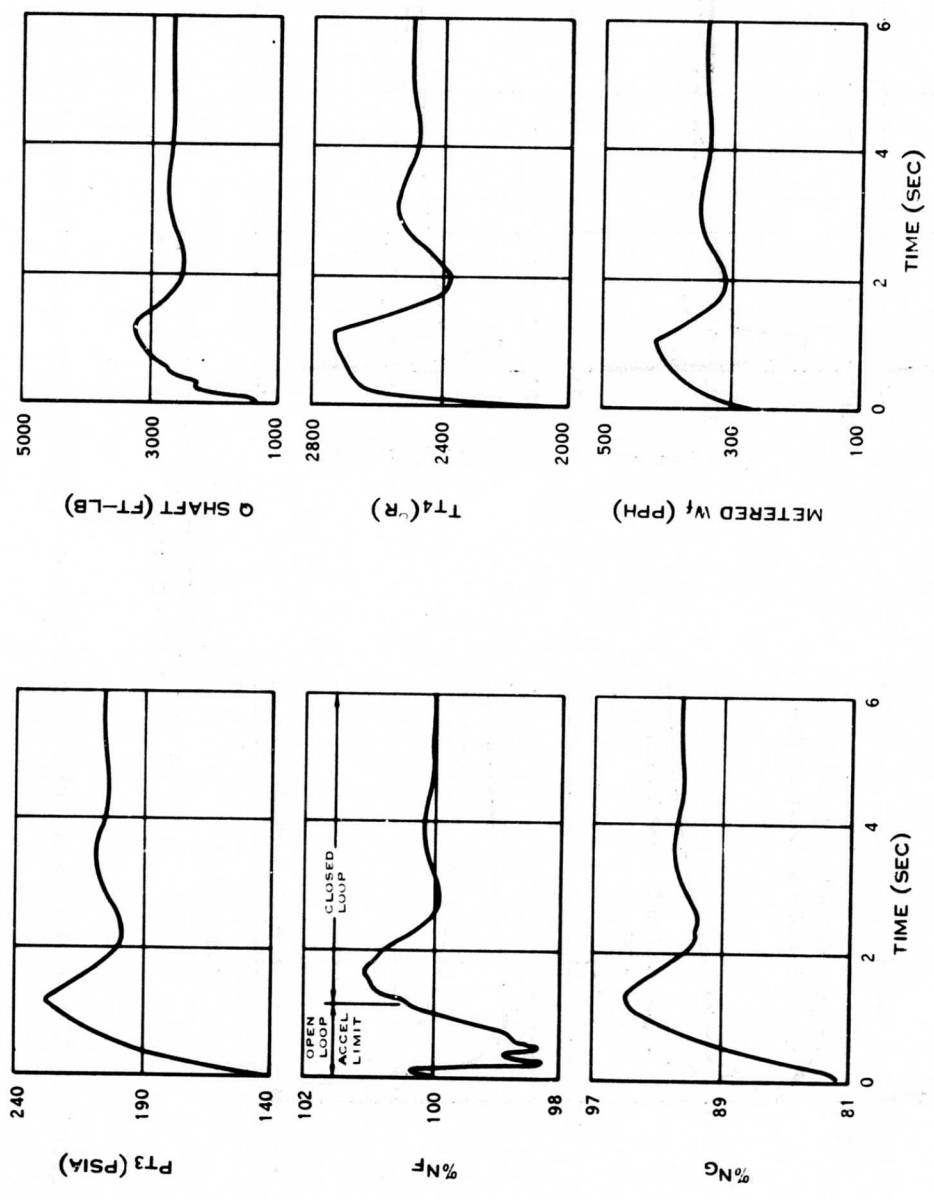 5000
3000
1000
Q SHAFT (FT-LB)
2800
2400
2000
TT4 (°R)
500
300
100
METERED Wf (PPH)
0
2
4
6
TIME (SEC)
240
190
140
PT3 (PSIA)
OPEN
LOOP
ACCEL
LIMIT
CLOSED
LOOP
102
100
98
%NF
97
89
81
%NG
0
2
4
6
TIME (SEC)